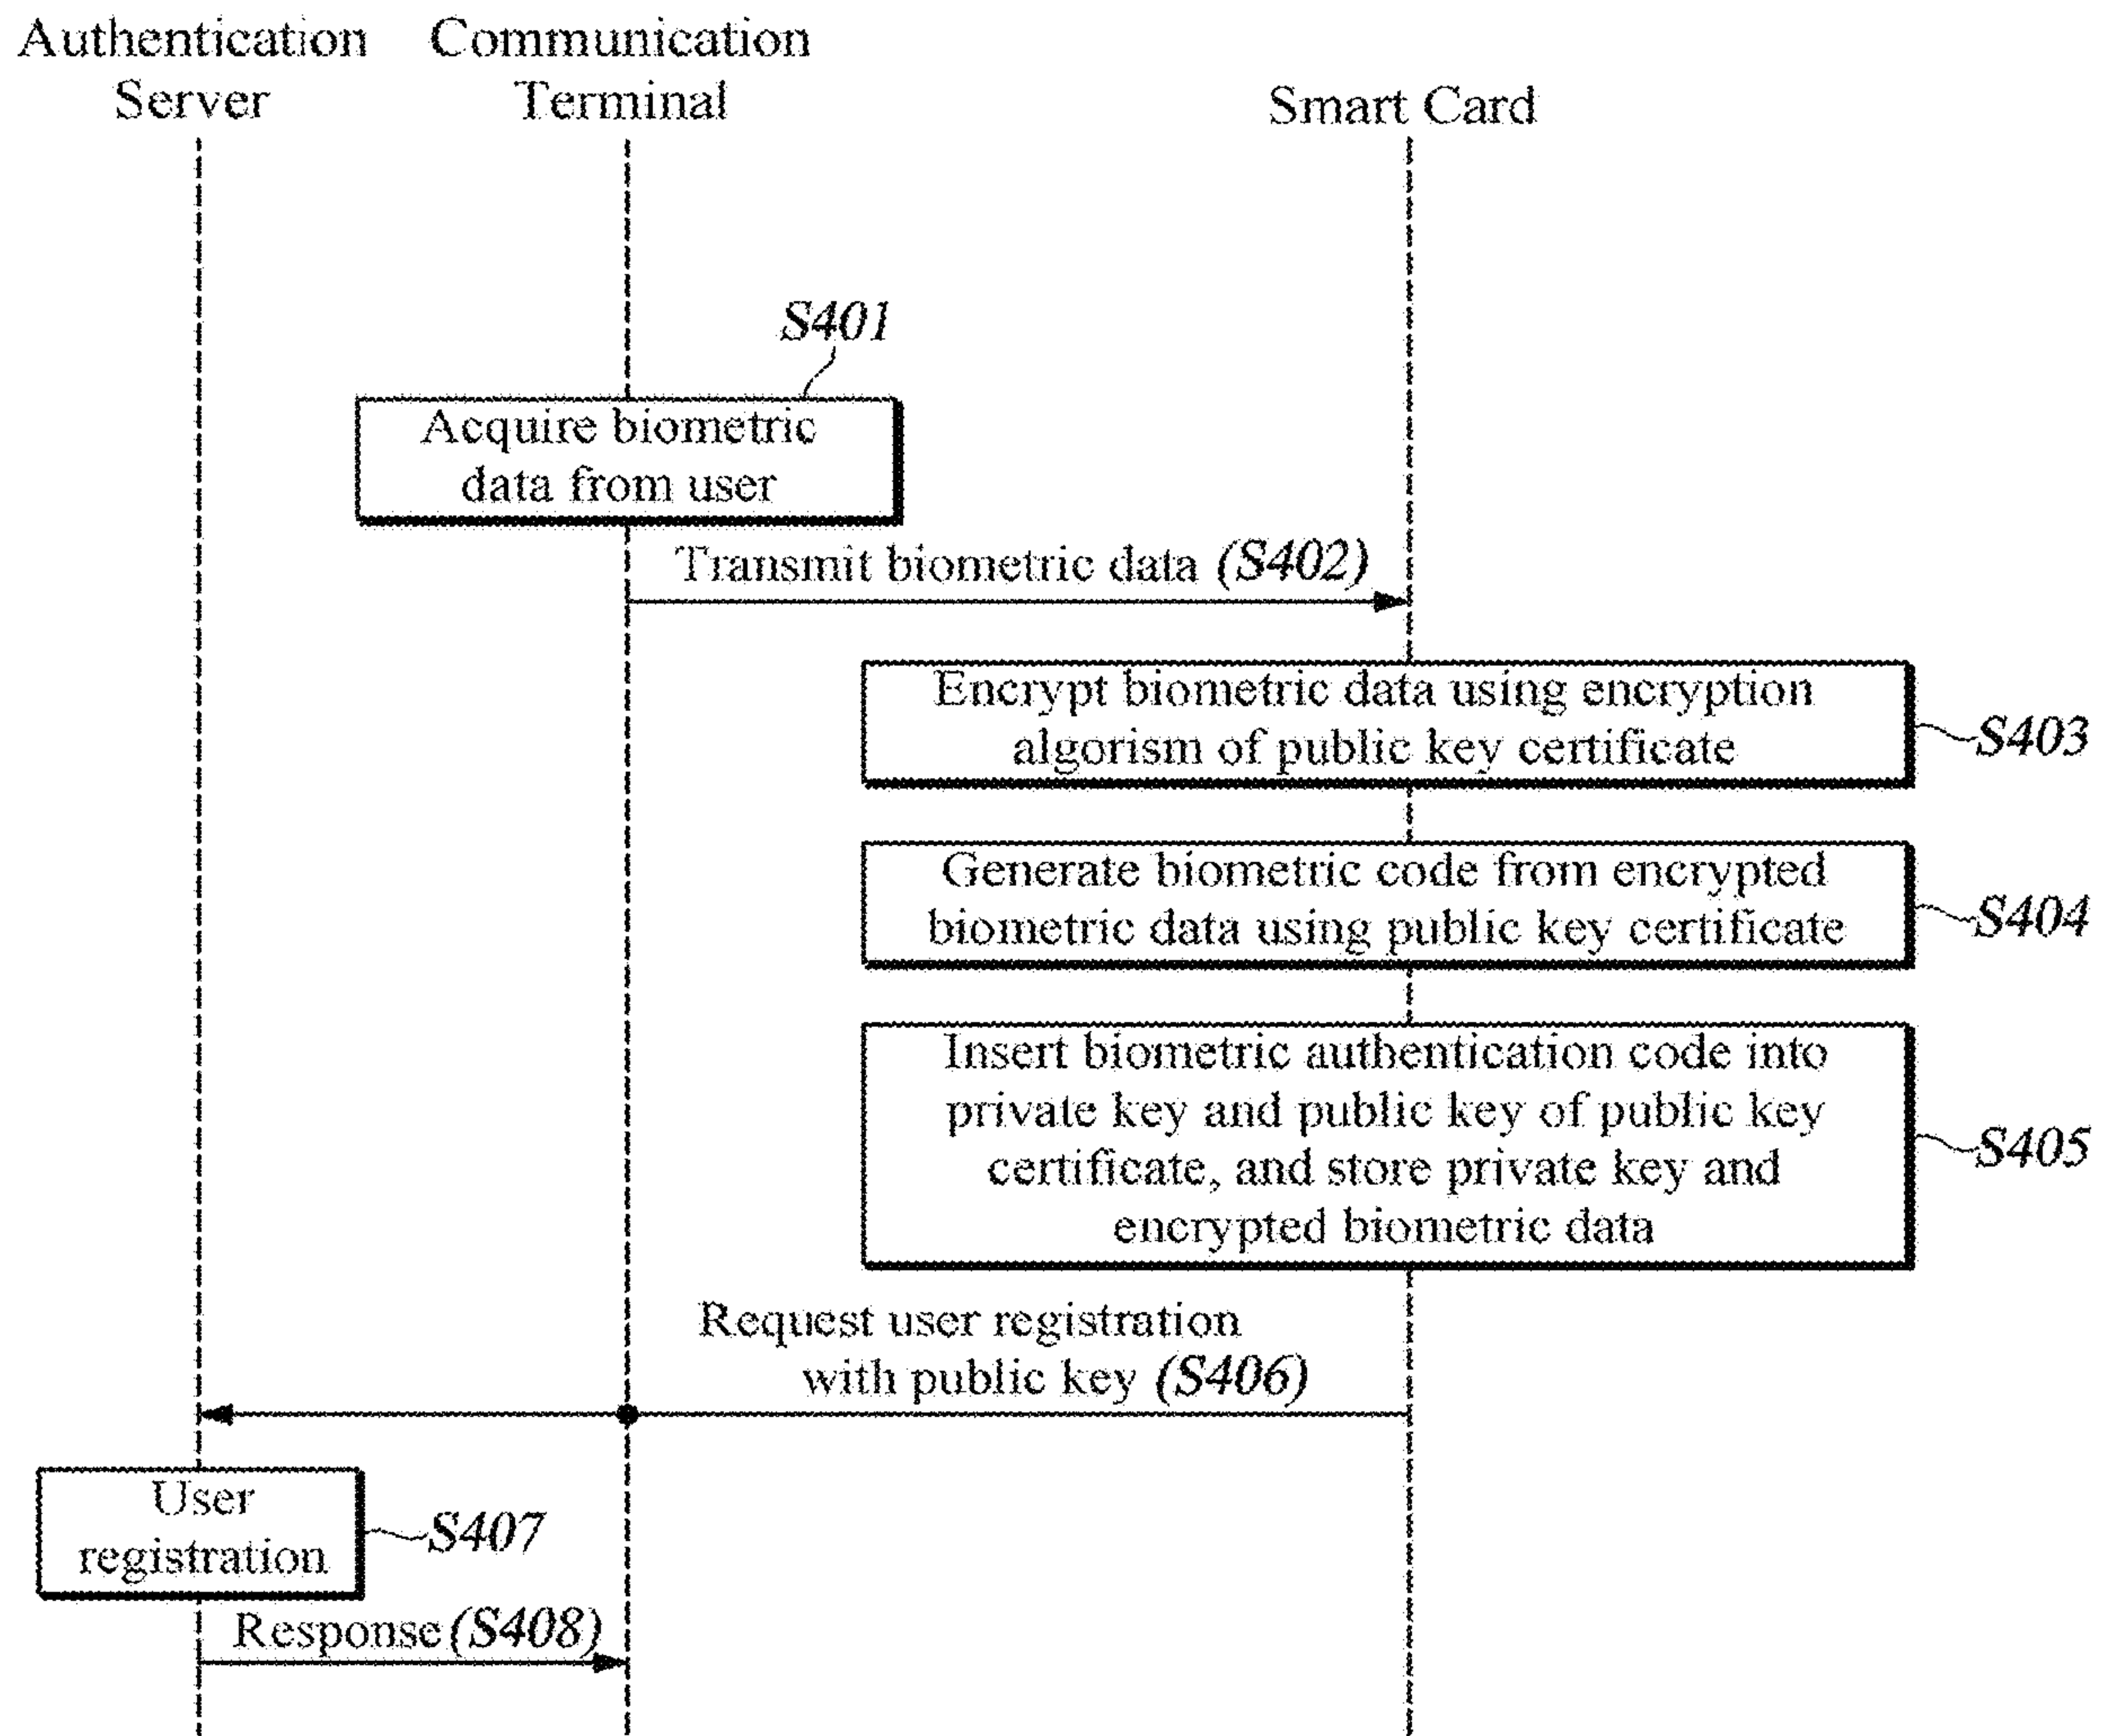 Authentication
Server
Communication
Terminal
Smart Card
S401
Acquire biometric
data from user
Transmit biometric data (S402)
Encrypt biometric data using encryption
algorism of public key certificate
S403
Generate biometric code from encrypted
biometric data using public key certificate
S404
Insert biometric authentication code into
private key and public key of public key
certificate, and store private key and
encrypted biometric data
S405
Request user registration
with public key (S406)
User
registration
S407
Response (S408)